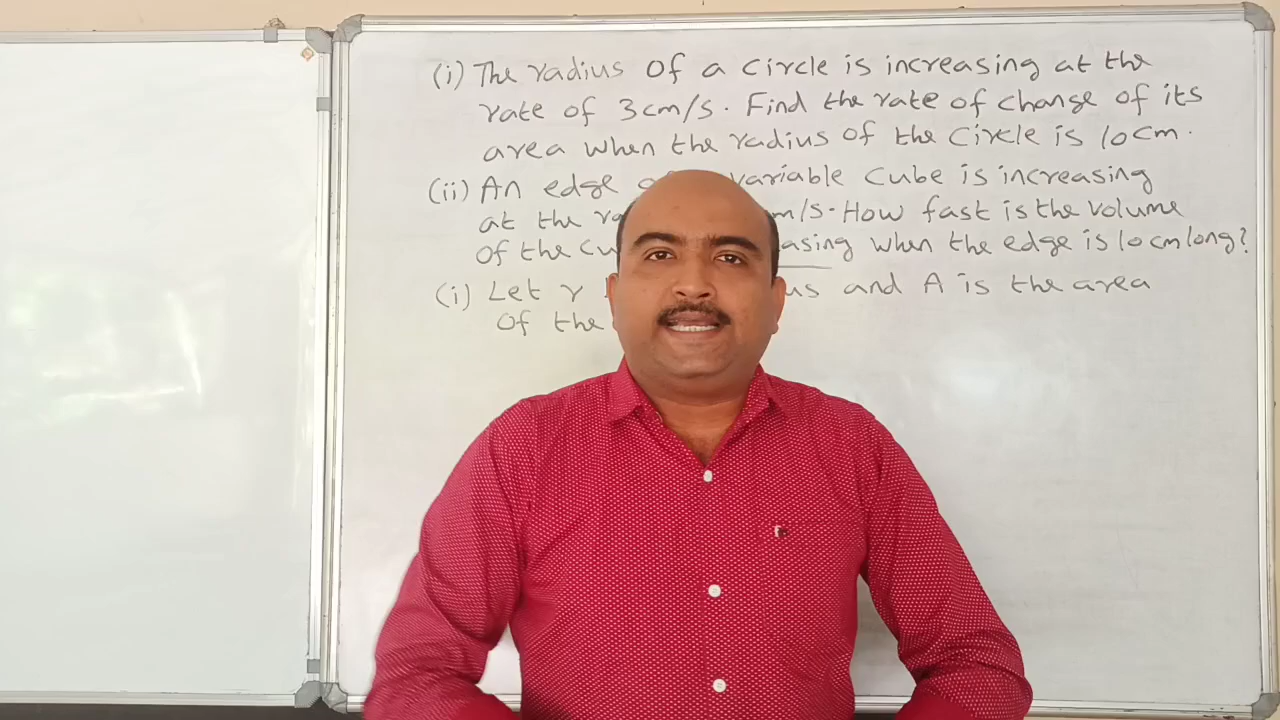 (i) The radius of a circle is increasing at the
rate of 3cm/s. Find the rate of change of its
area when the radius of the circle is 10cm.
(ii) An edge variable cube is increasing
at the m/s. How fast is the volume
of the when the edge is 10cm long?
(i) Let r and A is the area
of the